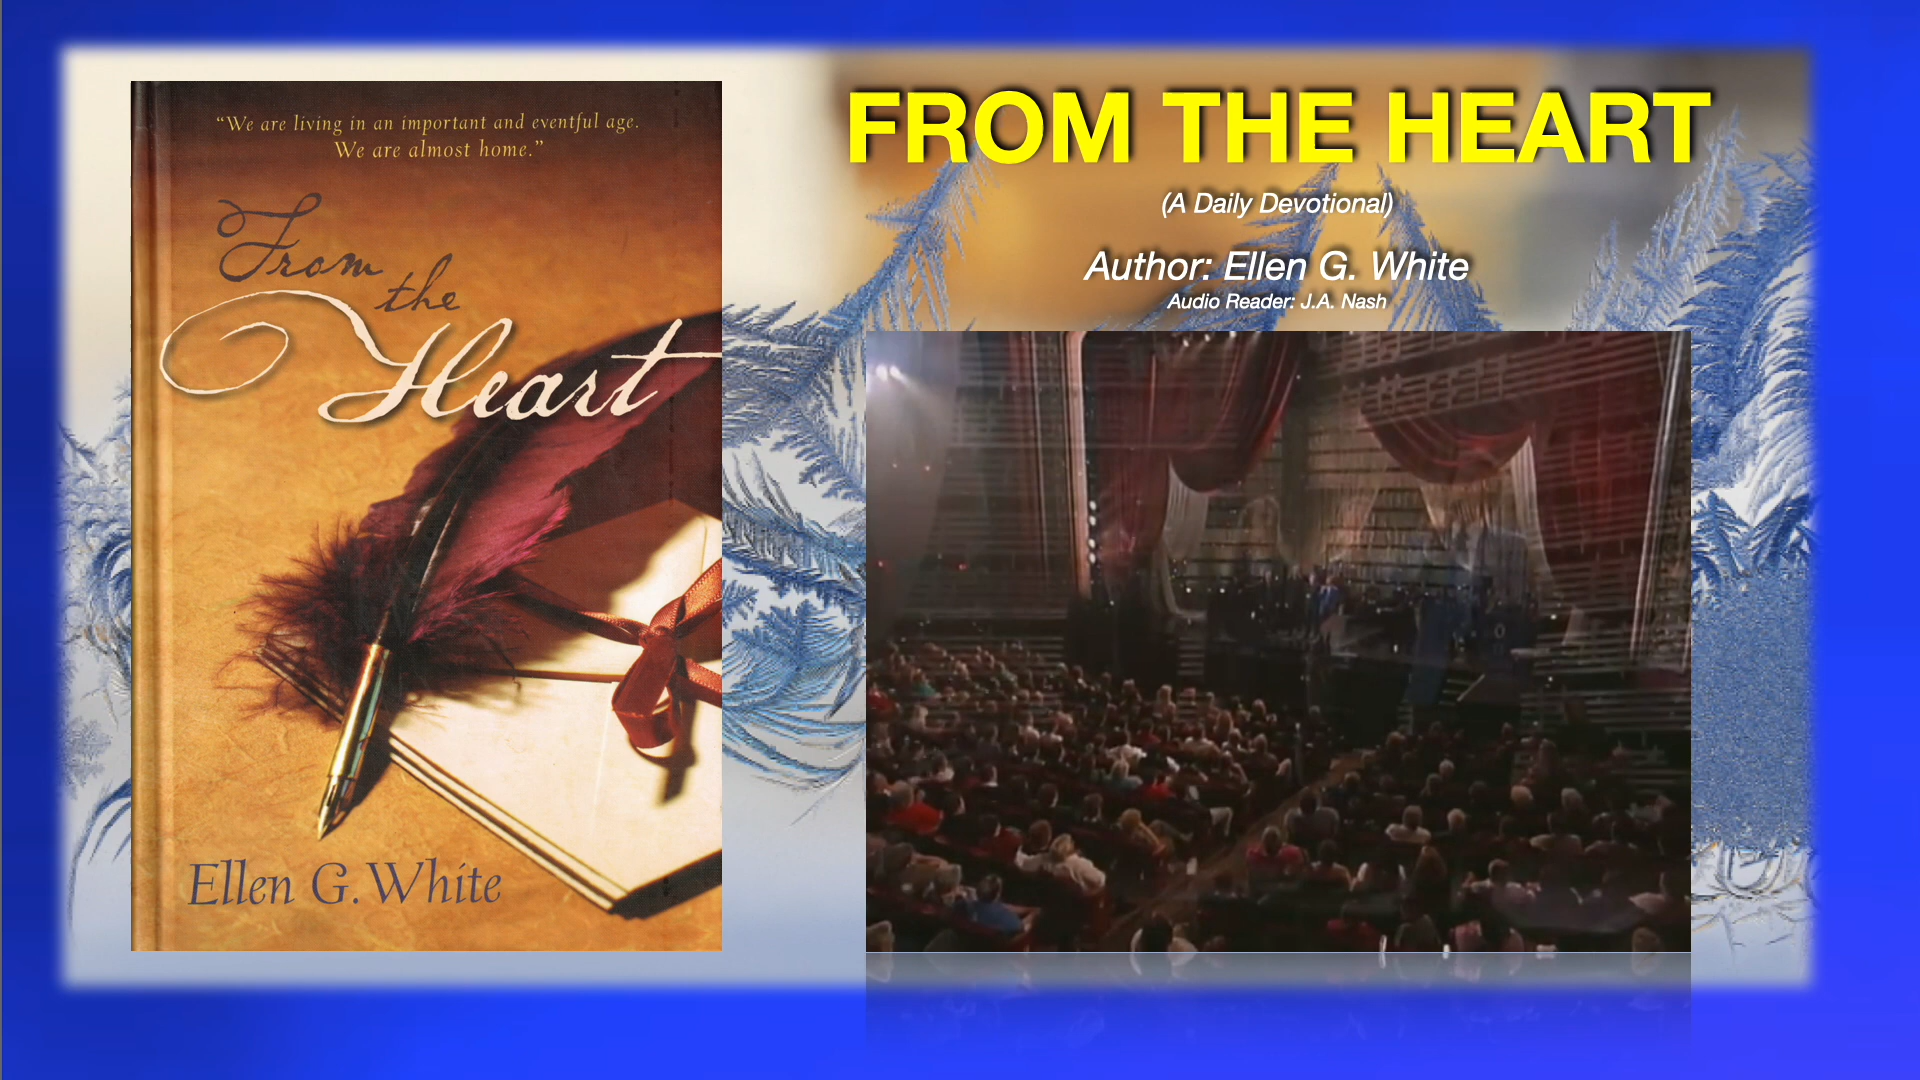 “We are living in an important and eventful age.
We are almost home.”
From
the
Heart
Ellen G. White
FROM THE HEART
(A Daily Devotional)
Author: Ellen G. White
Audio Reader: J.A. Nash